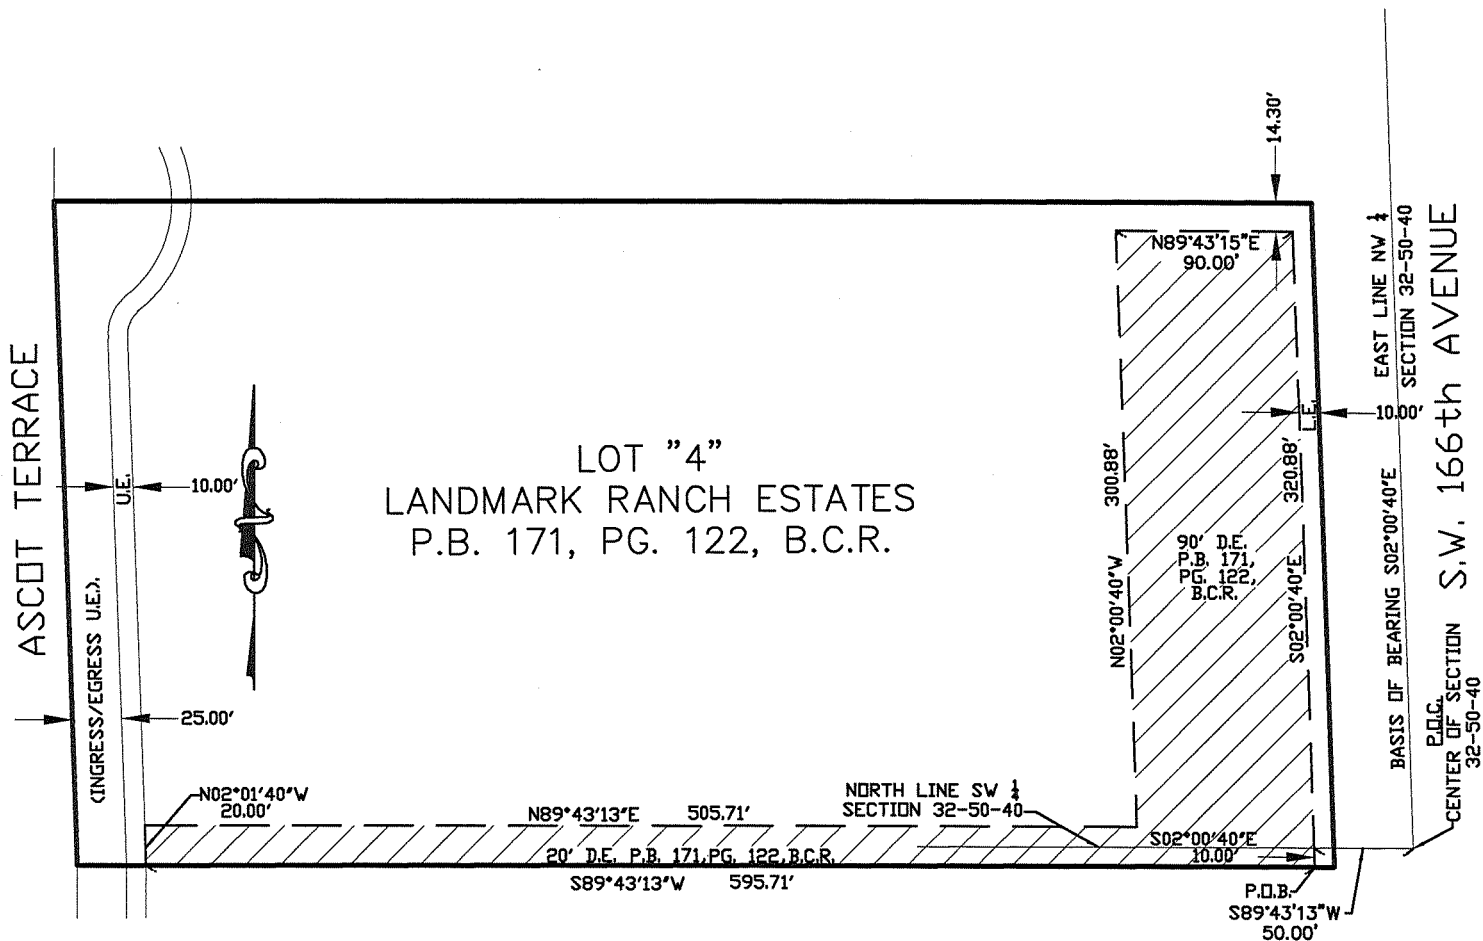 14.30'
N89°43'15"E
90.00'
EAST LINE NW 1/4
SECTION 32-50-40
S.W. 166th AVENUE
ASCOT TERRACE
L.E.
10.00'
LOT "4"
LANDMARK RANCH ESTATES
P.B. 171, PG. 122, B.C.R.
300.88'
320.88'
U.E.
10.00'
90' D.E.
P.B. 171,
PG. 122,
B.C.R.
N02°00'40"W
S02°00'40"E
BASIS OF BEARING S02°00'40"E
(INGRESS/EGRESS U.E.).
25.00'
P.O.C.
CENTER OF SECTION
32-50-40
N02°01'40"W
20.00'
N89°43'13"E 505.71'
NORTH LINE SW 1/4
SECTION 32-50-40
S02°00'40"E
10.00'
20' D.E. P.B. 171, PG. 122, B.C.R.
S89°43'13"W 595.71'
P.O.B.
S89°43'13"W
50.00'